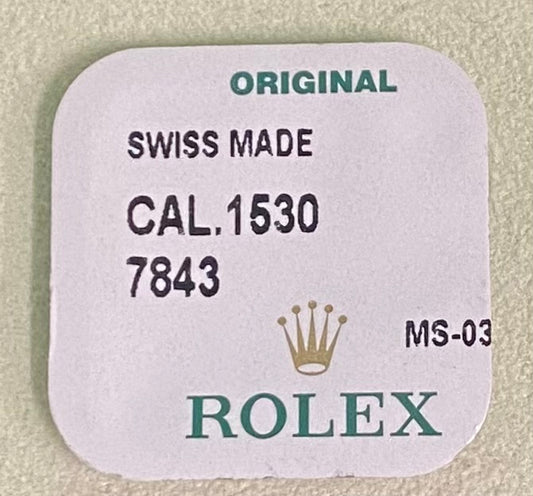 ORIGINAL
SWISS MADE
CAL.1530
7843
MS-03
ROLEX